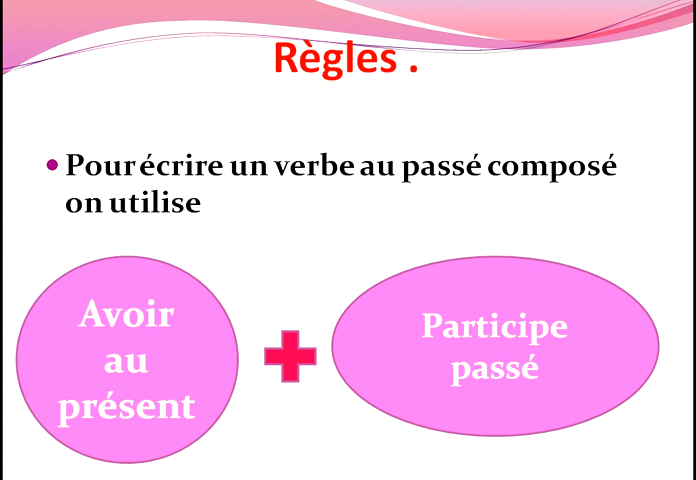 Règles .
• Pour écrire un verbe au passé composé
on utilise
Avoir
au
présent
Participe
passé